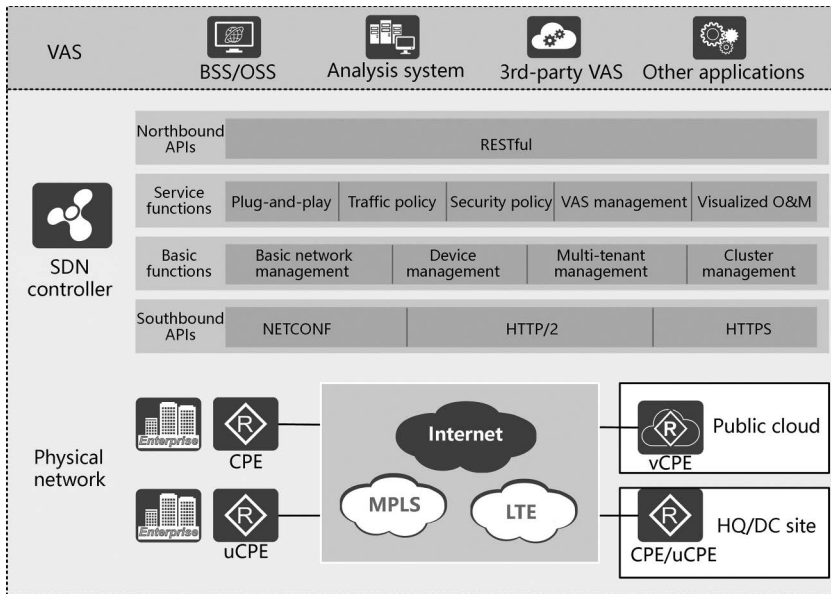 VAS
BSS/OSS
Analysis system
3rd-party VAS
Other applications
SDN
controller
Northbound
APIs
RESTful
Service
functions
Plug-and-play
Traffic policy
Security policy
VAS management
Visualized O&M
Basic
functions
Basic network
management
Device
management
Multi-tenant
management
Cluster
management
Southbound
APIs
NETCONF
HTTP/2
HTTPS
Physical
network
Enterprise
R
CPE
Enterprise
R
uCPE
Internet
MPLS
LTE
R
vCPE
Public cloud
R
CPE/uCPE
HQ/DC site